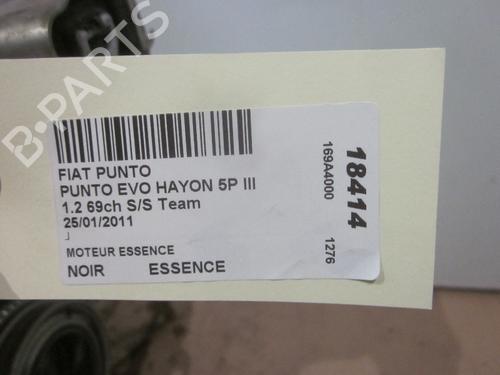 B-PARTS
FIAT PUNTO
PUNTO EVO HAYON 5P III
1.2 69ch S/S Team
25/01/2011
J
MOTEUR ESSENCE
NOIR ESSENCE
169A4000 1276
18414